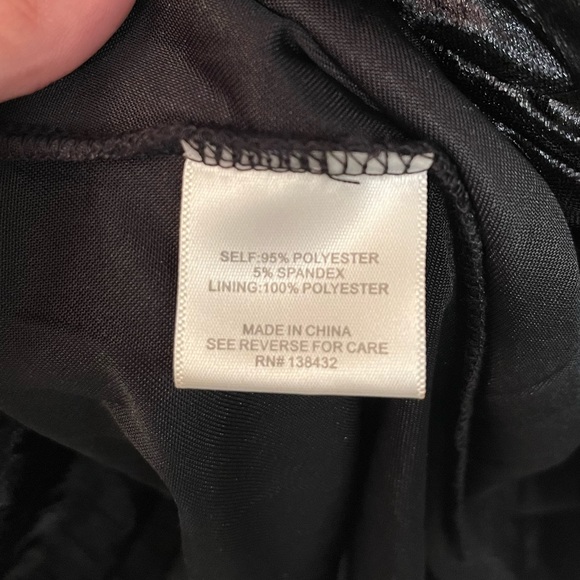 SELF:95% POLYESTER
5% SPANDEX
LINING:100% POLYESTER
MADE IN CHINA
SEE REVERSE FOR CARE
RN# 138432